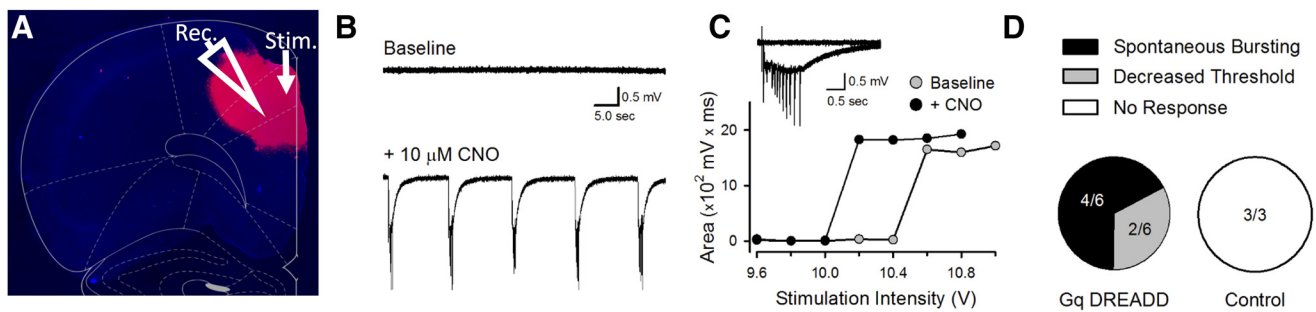 A
Rec.
Stim.
B
Baseline
0.5 mV
5.0 sec
+ 10 μM CNO
C
0.5 mV
0.5 sec
Baseline
+ CNO
Area (x10² mV x ms)
20
10
0
9.6 10.0 10.4 10.8
Stimulation Intensity (V)
D
Spontaneous Bursting
Decreased Threshold
No Response
4/6
2/6
3/3
Gq DREADD
Control